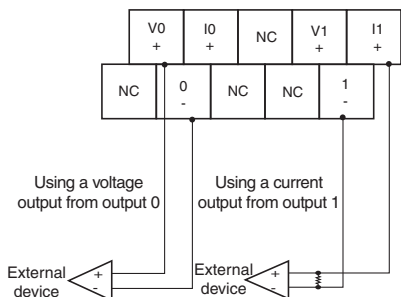 V0 I0 NC V1 I1
+ + + +
NC 0 NC NC 1
- -
Using a voltage
output from output 0
Using a current
output from output 1
External
device
+
-
External
device
+
-